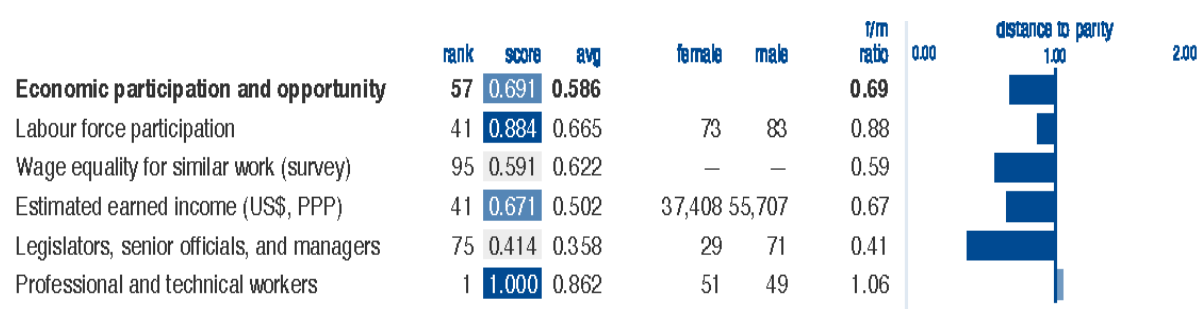 f/m distance to parity
rank score avg female male ratio 0.00 1.00 2.00
Economic participation and opportunity 57 0.691 0.586 0.69
Labour force participation 41 0.884 0.665 73 83 0.88
Wage equality for similar work (survey) 95 0.591 0.622 — — 0.59
Estimated earned income (US$, PPP) 41 0.671 0.502 37,408 55,707 0.67
Legislators, senior officials, and managers 75 0.414 0.358 29 71 0.41
Professional and technical workers 1 1.000 0.862 51 49 1.06